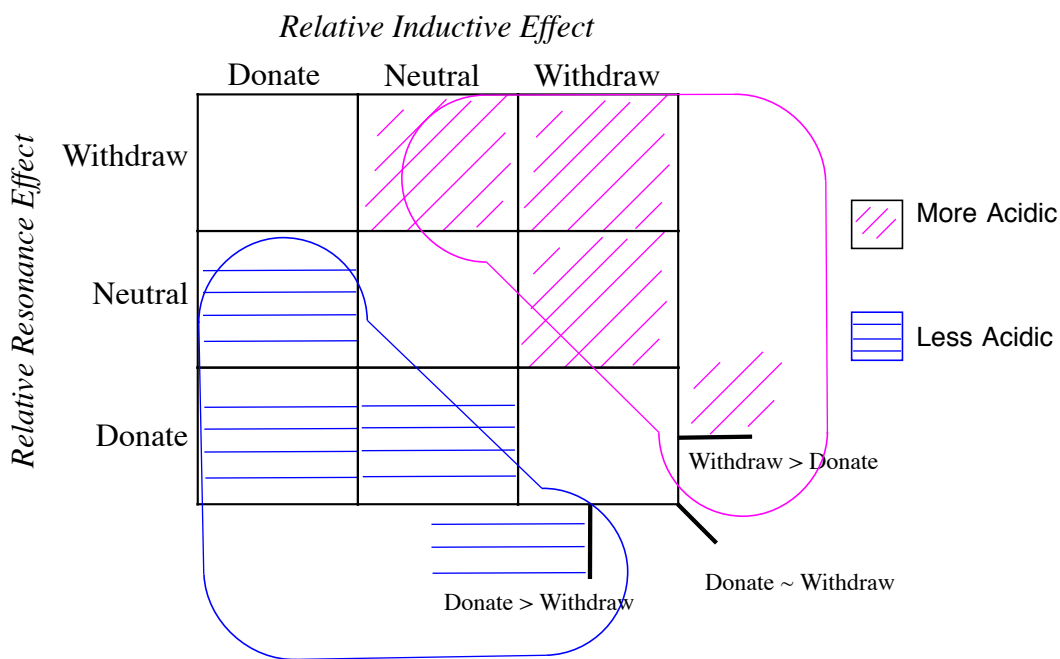 Relative Inductive Effect
Donate
Neutral
Withdraw
Relative Resonance Effect
Withdraw
Neutral
Donate
More Acidic
Less Acidic
Withdraw > Donate
Donate ~ Withdraw
Donate > Withdraw